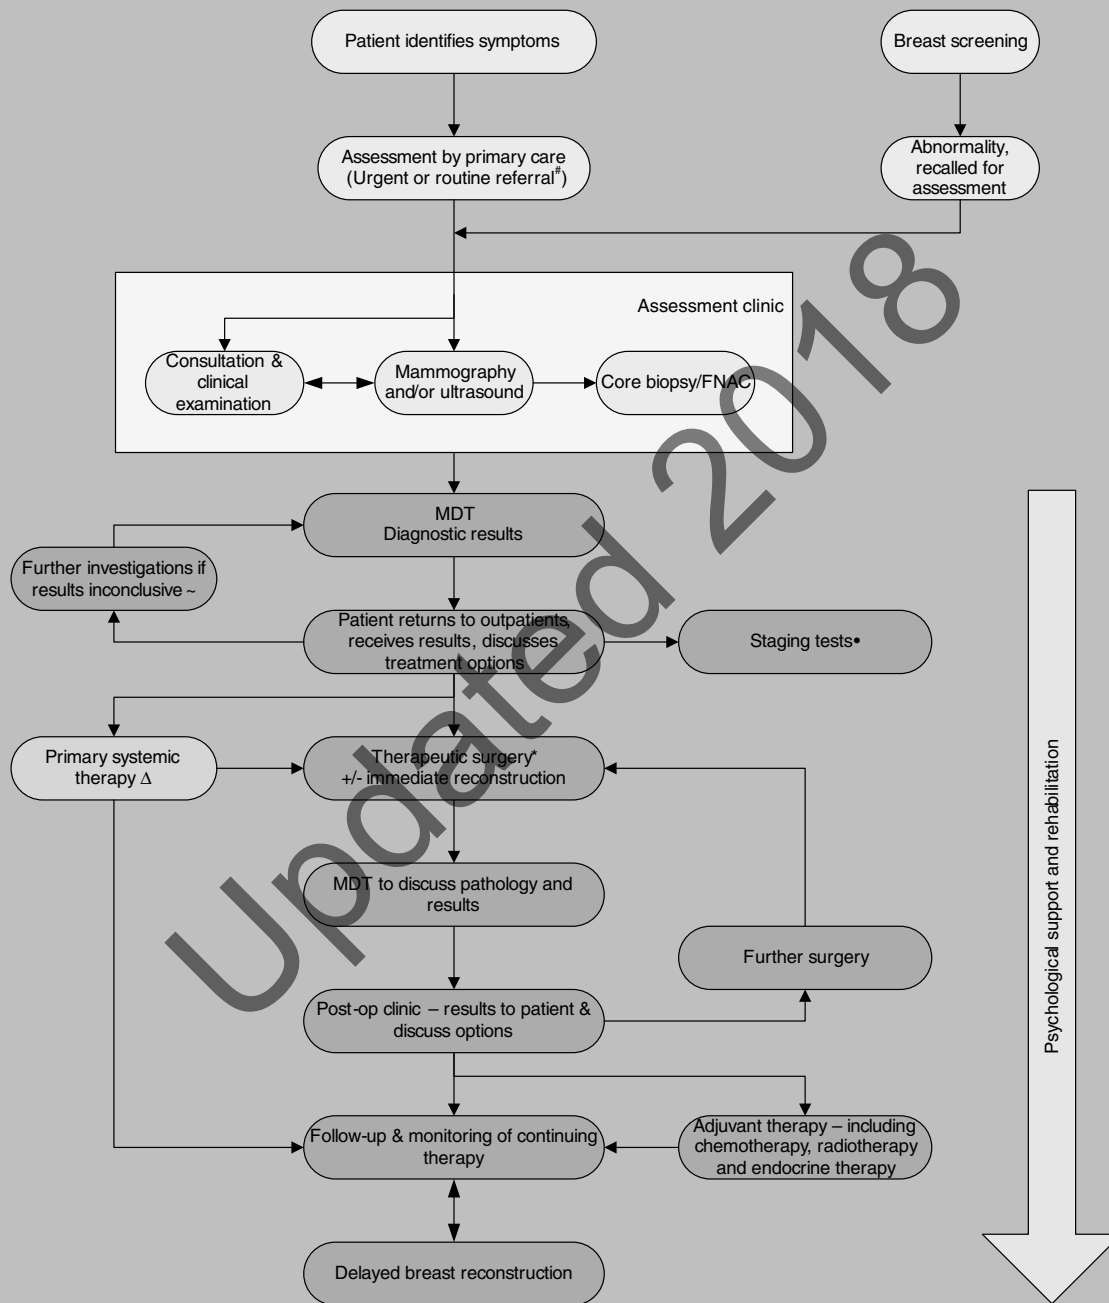 Patient identifies symptoms
Breast screening
Assessment by primary care
(Urgent or routine referral#)
Abnormality,
recalled for
assessment
Assessment clinic
Consultation &
clinical
examination
Mammography
and/or ultrasound
Core biopsy/FNAC
MDT
Diagnostic results
Further investigations if
results inconclusive ~
Patient returns to outpatients,
receives results, discusses
treatment options
Staging tests•
Primary systemic
therapy Δ
Therapeutic surgery*
+/- immediate reconstruction
MDT to discuss pathology and
results
Further surgery
Post-op clinic – results to patient &
discuss options
Follow-up & monitoring of continuing
therapy
Adjuvant therapy – including
chemotherapy, radiotherapy
and endocrine therapy
Delayed breast reconstruction
Psychological support and rehabilitation
Updated 2018